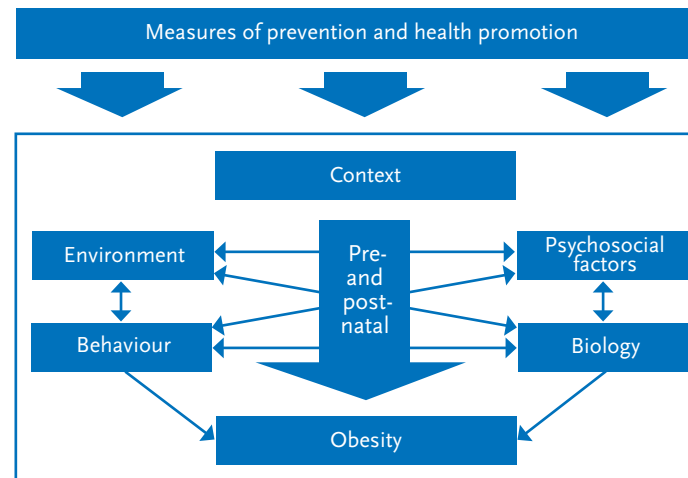 Measures of prevention and health promotion
Context
Environment
Pre-
and
post-
natal
Psychosocial
factors
Behaviour
Biology
Obesity